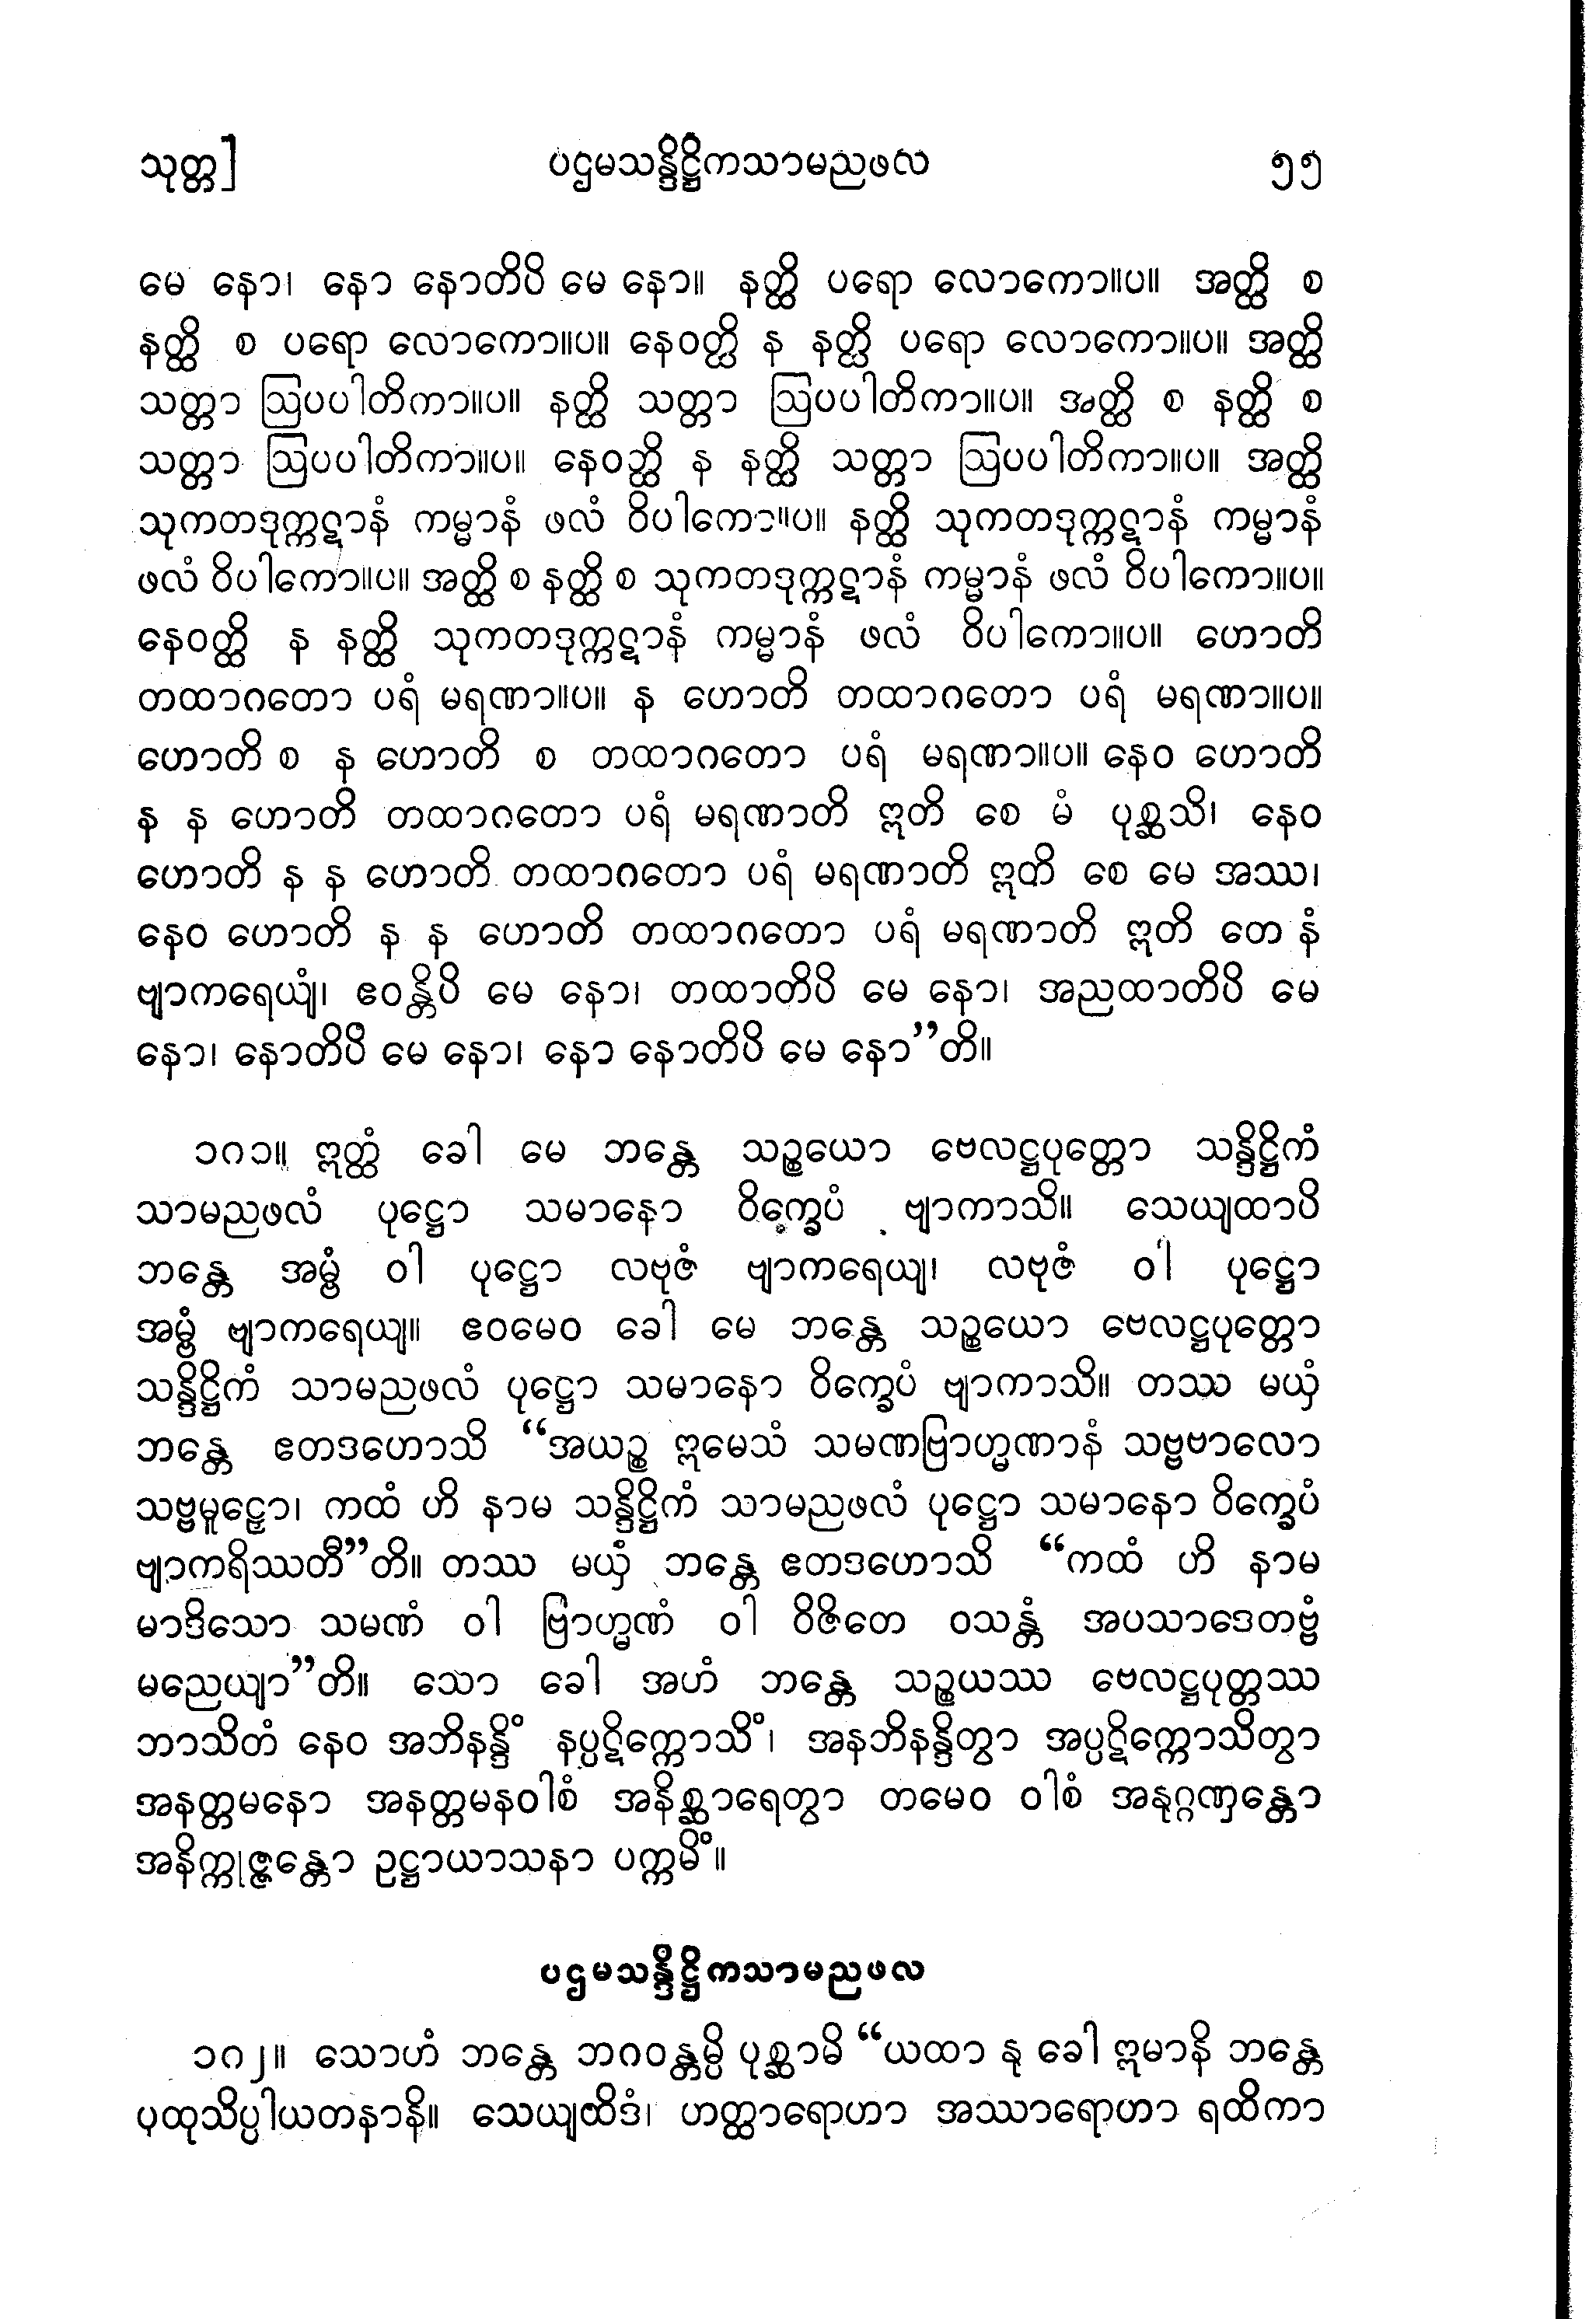 သုတ္တ] ပဌမသန္ဒိဋ္ဌိကသာမညဖလ ၅၅
မေ နော၊ နော နောတိပိ မေ နော။ နတ္ထိ ပရော လောကော။ပ။ အတ္ထိ စ
နတ္ထိ စ ပရော လောကော။ပ။ နေဝတ္ထိ န နတ္ထိ ပရော လောကော။ပ။ အတ္ထိ
သတ္တာ ဩပပါတိကာ။ပ။ နတ္ထိ သတ္တာ ဩပပါတိကာ။ပ။ အတ္ထိ စ နတ္ထိ စ
သတ္တာ ဩပပါတိကာ။ပ။ နေဝတ္ထိ န နတ္ထိ သတ္တာ ဩပပါတိကာ။ပ။ အတ္ထိ
သုကတဒုက္ကဋာနံ ကမ္မာနံ ဖလံ ဝိပါကော။ပ။ နတ္ထိ သုကတဒုက္ကဋာနံ ကမ္မာနံ
ဖလံ ဝိပါကော။ပ။ အတ္ထိ စ နတ္ထိ စ သုကတဒုက္ကဋာနံ ကမ္မာနံ ဖလံ ဝိပါကော။ပ။
နေဝတ္ထိ န နတ္ထိ သုကတဒုက္ကဋာနံ ကမ္မာနံ ဖလံ ဝိပါကော။ပ။ ဟောတိ
တထာဂတော ပရံ မရဏာ။ပ။ န ဟောတိ တထာဂတော ပရံ မရဏာ။ပ။
ဟောတိ စ န ဟောတိ စ တထာဂတော ပရံ မရဏာ။ပ။ နေဝ ဟောတိ
န န ဟောတိ တထာဂတော ပရံ မရဏာတိ ဣတိ စေ မံ ပုစ္ဆသိ၊ နေဝ
ဟောတိ န န ဟောတိ တထာဂတော ပရံ မရဏာတိ ဣတိ စေ မေ အဿ၊
နေဝ ဟောတိ န န ဟောတိ တထာဂတော ပရံ မရဏာတိ ဣတိ တေ နံ
ဗျာကရေယျံ၊ ဧဝန္တိပိ မေ နော၊ တထာတိပိ မေ နော၊ အညထာတိပိ မေ
နော၊ နောတိပိ မေ နော၊ နော နောတိပိ မေ နော”တိ။
၁၈၁။ ဣတ္ထံ ခေါ မေ ဘန္တေ သဉ္စယော ဗေလဋ္ဌပုတ္တော သန္ဒိဋ္ဌိကံ
သာမညဖလံ ပုဋ္ဌော သမာနော ဝိက္ခေပံ ဗျာကာသိ။ သေယျထာပိ
ဘန္တေ အမ္ဗံ ဝါ ပုဋ္ဌော လဗုဇံ ဗျာကရေယျ၊ လဗုဇံ ဝါ ပုဋ္ဌော
အမ္ဗံ ဗျာကရေယျ။ ဧဝမေဝ ခေါ မေ ဘန္တေ သဉ္စယော ဗေလဋ္ဌပုတ္တော
သန္ဒိဋ္ဌိကံ သာမညဖလံ ပုဋ္ဌော သမာနော ဝိက္ခေပံ ဗျာကာသိ။ တဿ မယှံ
ဘန္တေ ဧတဒဟောသိ “အယဉ္စ ဣမေသံ သမဏဗြာဟ္မဏာနံ သဗ္ဗဗာလော
သဗ္ဗမူဠှော၊ ကထံ ဟိ နာမ သန္ဒိဋ္ဌိကံ သာမညဖလံ ပုဋ္ဌော သမာနော ဝိက္ခေပံ
ဗျာကရိဿတီ”တိ။ တဿ မယှံ ဘန္တေ ဧတဒဟောသိ “ကထံ ဟိ နာမ
မာဒိသော သမဏံ ဝါ ဗြာဟ္မဏံ ဝါ ဝိဇိတေ ဝသန္တံ အပသာဒေတဗ္ဗံ
မညေယျာ”တိ။ သော ခေါ အဟံ ဘန္တေ သဉ္စယဿ ဗေလဋ္ဌပုတ္တဿ
ဘာသိတံ နေဝ အဘိနန္ဒိံ နပ္ပဋိက္ကောသိံ၊ အနဘိနန္ဒိတွာ အပ္ပဋိက္ကောသိတွာ
အနတ္တမနော အနတ္တမနဝါစံ အနိစ္ဆာရေတွာ တမေဝ ဝါစံ အနုဂ္ဂဏှန္တော
အနိက္ကုဇ္ဇန္တော ဥဋ္ဌာယာသနာ ပက္ကမိံ။
ပဌမသန္ဒိဋ္ဌိကသာမညဖလ
၁၈၂။ သောဟံ ဘန္တေ ဘဂဝန္တမ္ပိ ပုစ္ဆာမိ “ယထာ နု ခေါ ဣမာနိ ဘန္တေ
ပုထုသိပ္ပါယတနာနိ။ သေယျထိဒံ၊ ဟတ္ထာရောဟာ အဿာရောဟာ ရထိကာ